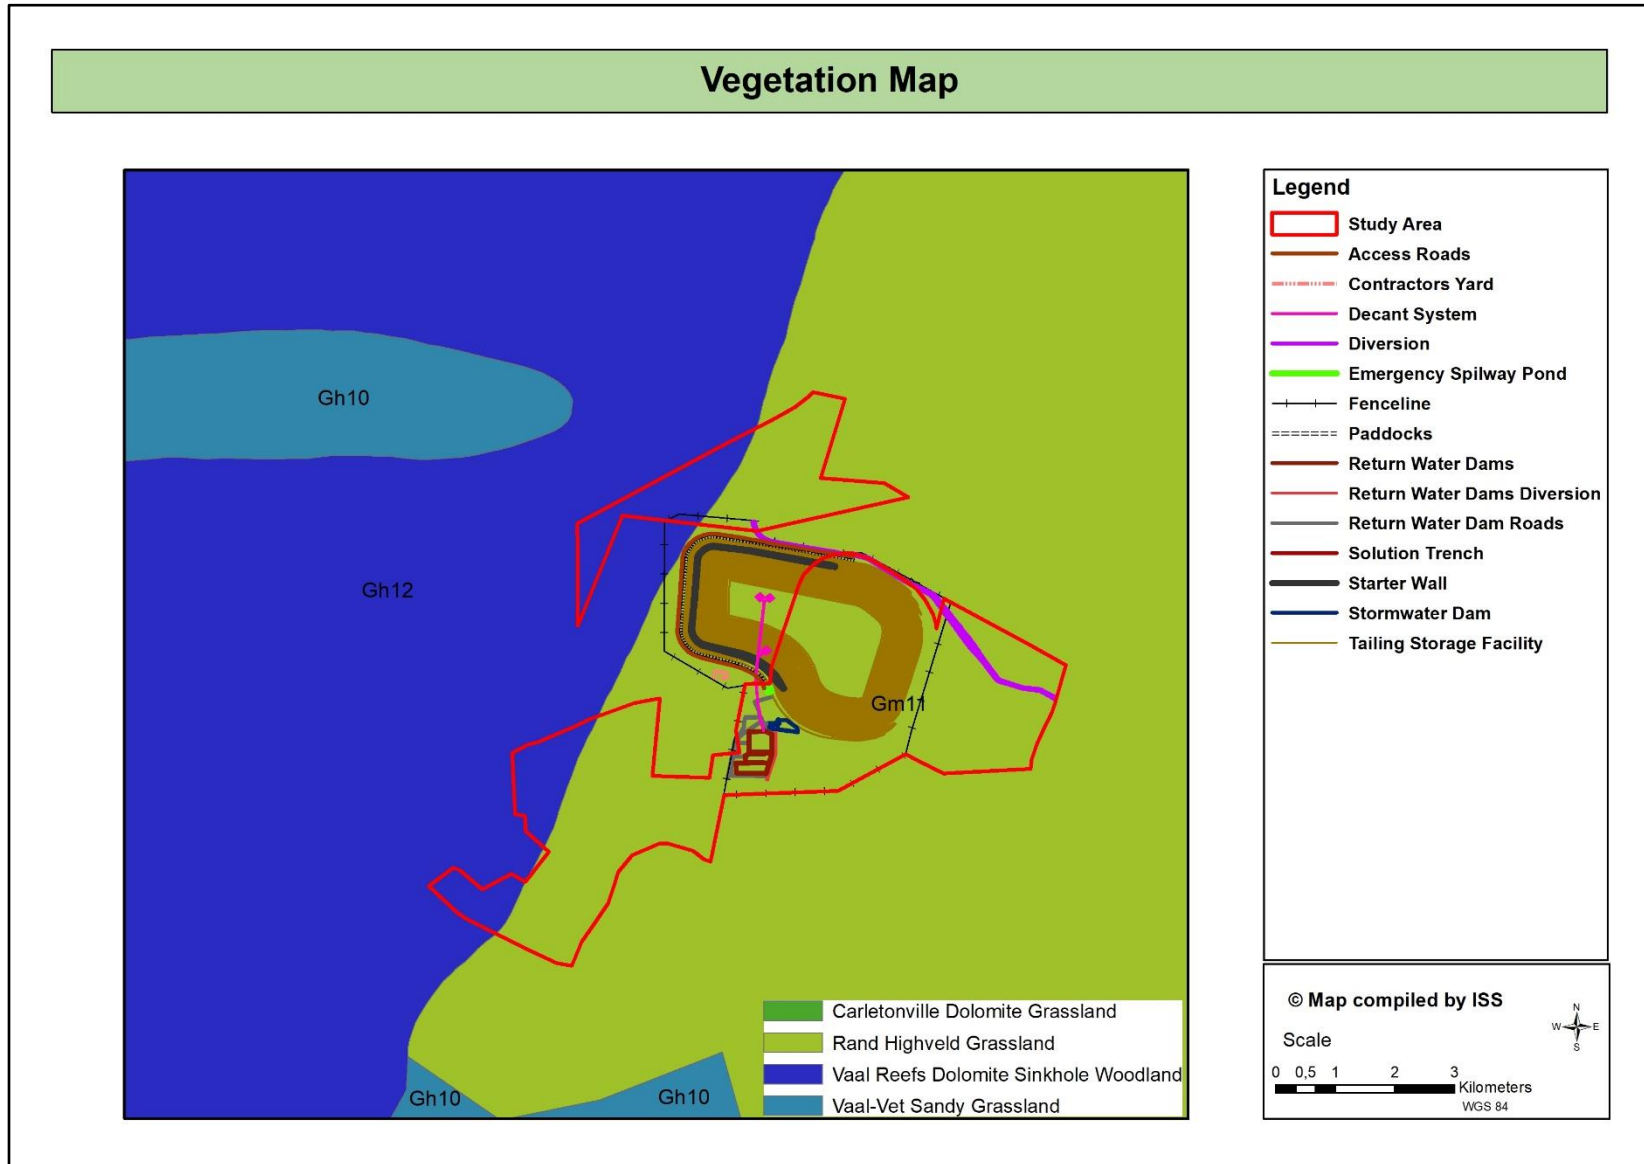 Vegetation Map
Gh10
Gh12
Gm11
Gh10
Gh10
Carletonville Dolomite Grassland
Rand Highveld Grassland
Vaal Reefs Dolomite Sinkhole Woodland
Vaal-Vet Sandy Grassland
Legend
Study Area
Access Roads
Contractors Yard
Decant System
Diversion
Emergency Spilway Pond
Fenceline
Paddocks
Return Water Dams
Return Water Dams Diversion
Return Water Dam Roads
Solution Trench
Starter Wall
Stormwater Dam
Tailing Storage Facility
© Map compiled by ISS
Scale
N
W E
S
0 0,5 1 2 3
Kilometers
WGS 84